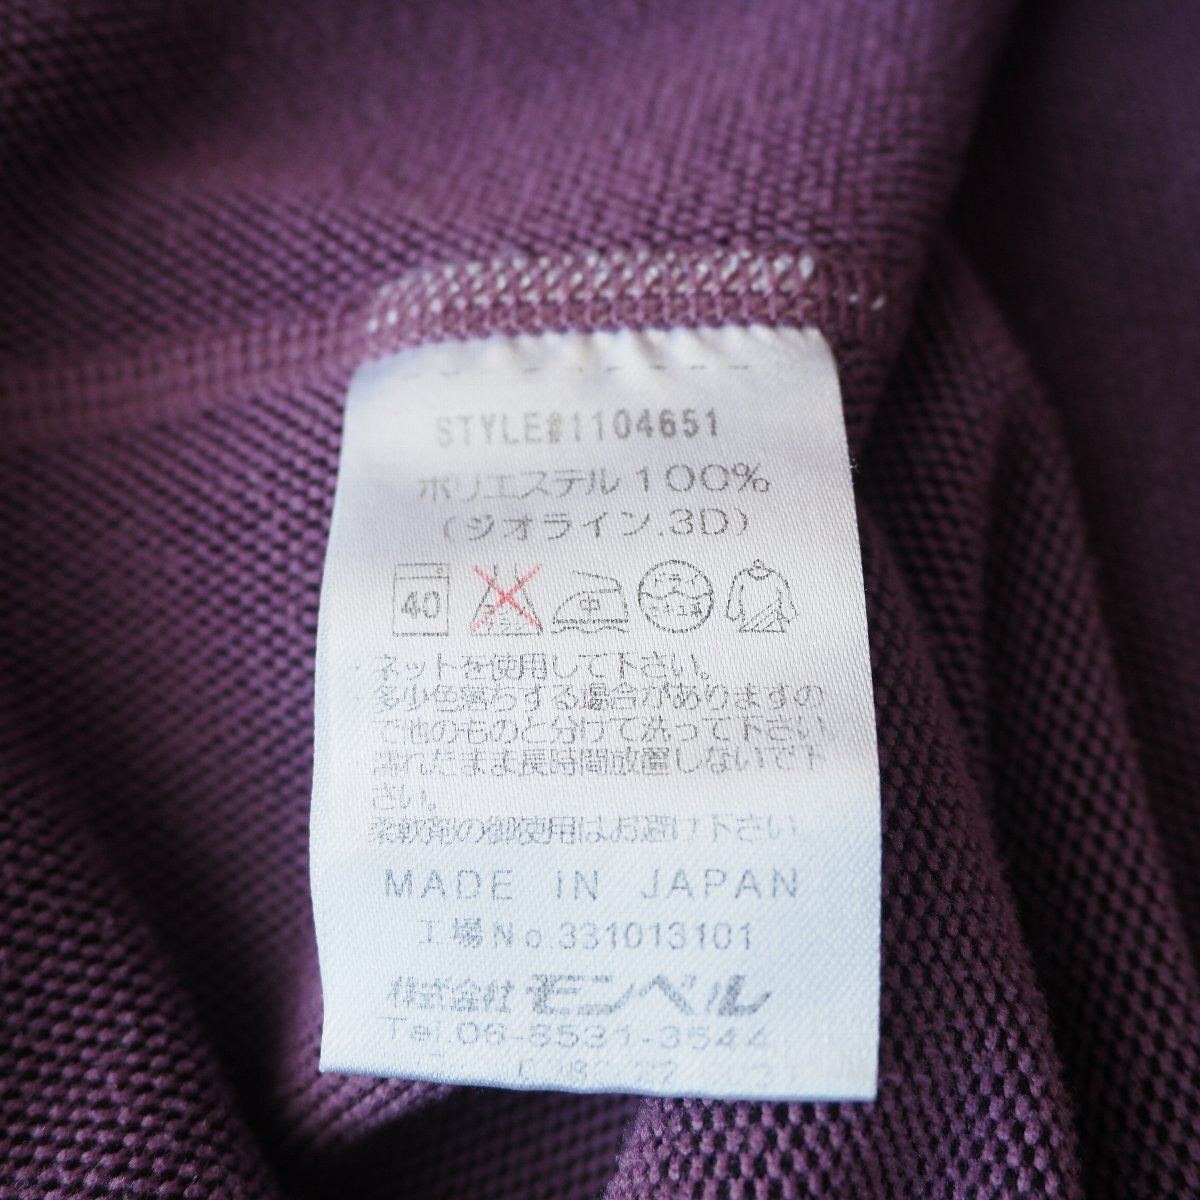 STYLE#1104651
ポリエステル100%
(ジオライン.3D)
40 中
・ネットを使用して下さい。
・多少色落ちする場合がありますの
で他のものと分けて洗って下さい。
・濡れたまま長時間放置しないで下
さい。
・柔軟剤の御使用はお避け下さい
MADE IN JAPAN
工場No.331013101
株式会社モンベル
Tel.06-6531-3544